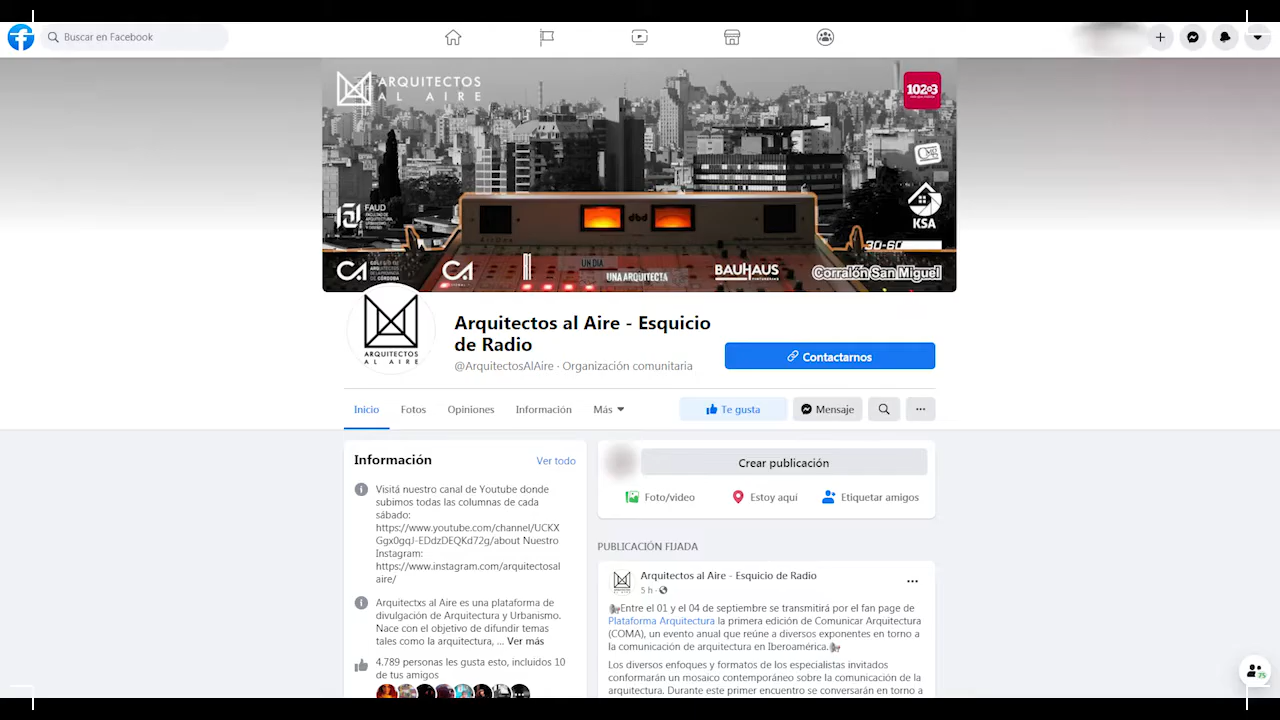 Buscar en Facebook
ARQUITECTOS
AL AIRE
102.3
FAUD
KSA
30-60
dbd
CA
COLEGIO DE
ARQUITECTOS
CÓRDOBA
CA
UN DIA
UNA ARQUITECTA
BAUHAUS
Corralón San Miguel
ARQUITECTOS
AL AIRE
Arquitectos al Aire - Esquicio
de Radio
@ArquitectosAlAire · Organización comunitaria
Contactarnos
Inicio
Fotos
Opiniones
Información
Más
Te gusta
Mensaje
Información
Ver todo
Visitá nuestro canal de Youtube donde
subimos todas las columnas de cada
sábado:
https://www.youtube.com/channel/UCKX
Ggx0gqJ-EDdzDEQKd72g/about Nuestro
Instagram:
https://www.instagram.com/arquitectosal
aire/
Arquitectxs al Aire es una plataforma de
divulgación de Arquitectura y Urbanismo.
Nace con el objetivo de difundir temas
tales como la arquitectura, ... Ver más
4.789 personas les gusta esto, incluidos 10
de tus amigos
Crear publicación
Foto/video
Estoy aquí
Etiquetar amigos
PUBLICACIÓN FIJADA
Arquitectos al Aire - Esquicio de Radio
5 h ·
Entre el 01 y el 04 de septiembre se transmitirá por el fan page de
Plataforma Arquitectura la primera edición de Comunicar Arquitectura
(COMA), un evento anual que reúne a diversos exponentes en torno a
la comunicación de arquitectura en Iberoamérica.
Los diversos enfoques y formatos de los especialistas invitados
conformarán un mosaico contemporáneo sobre la comunicación de la
arquitectura. Durante este primer encuentro se conversarán en torno a
75